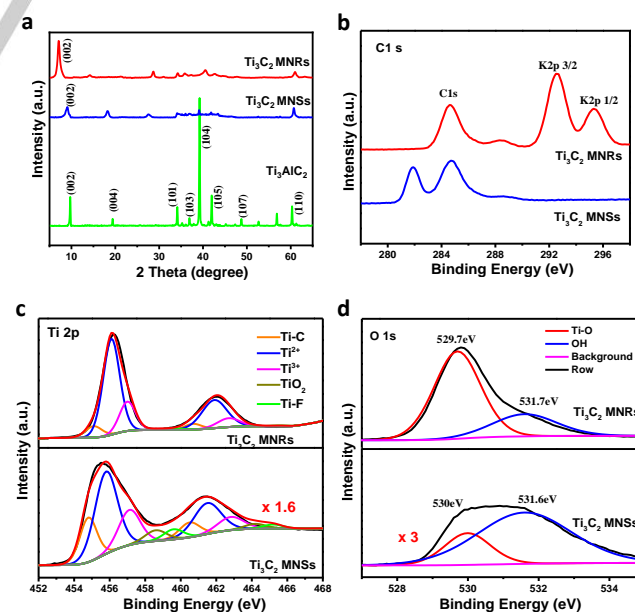 a
Intensity (a.u.)
(002)
Ti3C2 MNRs
(002)
Ti3C2 MNSs
(104)
Ti3AlC2
(002)
(004)
(101)
(103)
(105)
(107)
(110)
5 10 20 30 40 50 60
2 Theta (degree)
b
Intensity (a.u.)
C1 s
K2p 3/2
C1s
K2p 1/2
Ti3C2 MNRs
Ti3C2 MNSs
280 284 288 292 296
Binding Energy (eV)
c
Intensity (a.u.)
Ti 2p
Ti-C
Ti2+
Ti3+
TiO2
Ti-F
Ti3C2 MNRs
x 1.6
Ti3C2 MNSs
452 454 456 458 460 462 464 466 468
Binding Energy (eV)
d
Intensity (a.u.)
O 1s
529.7eV
Ti-O
OH
Background
Row
531.7eV
Ti3C2 MNRs
530eV
531.6eV
Ti3C2 MNSs
x 3
528 530 532 534
Binding Energy (eV)